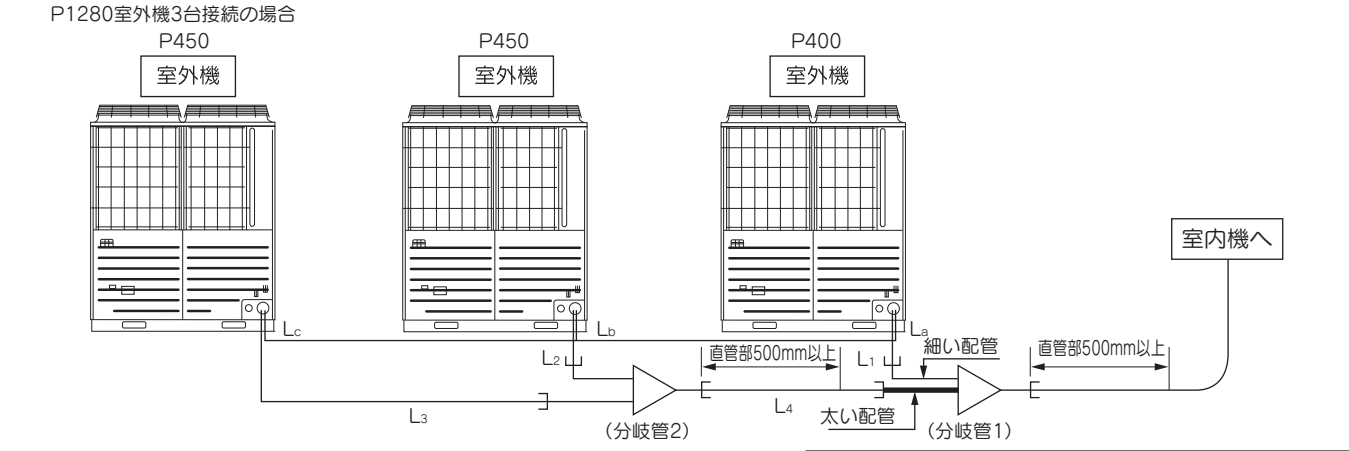 P1280室外機3台接続の場合
P450
P450
P400
室外機
室外機
室外機
室内機へ
Lc
Lb
La
L2
直管部500mm以上
L1
細い配管
直管部500mm以上
L3
L4
太い配管
(分岐管2)
(分岐管1)